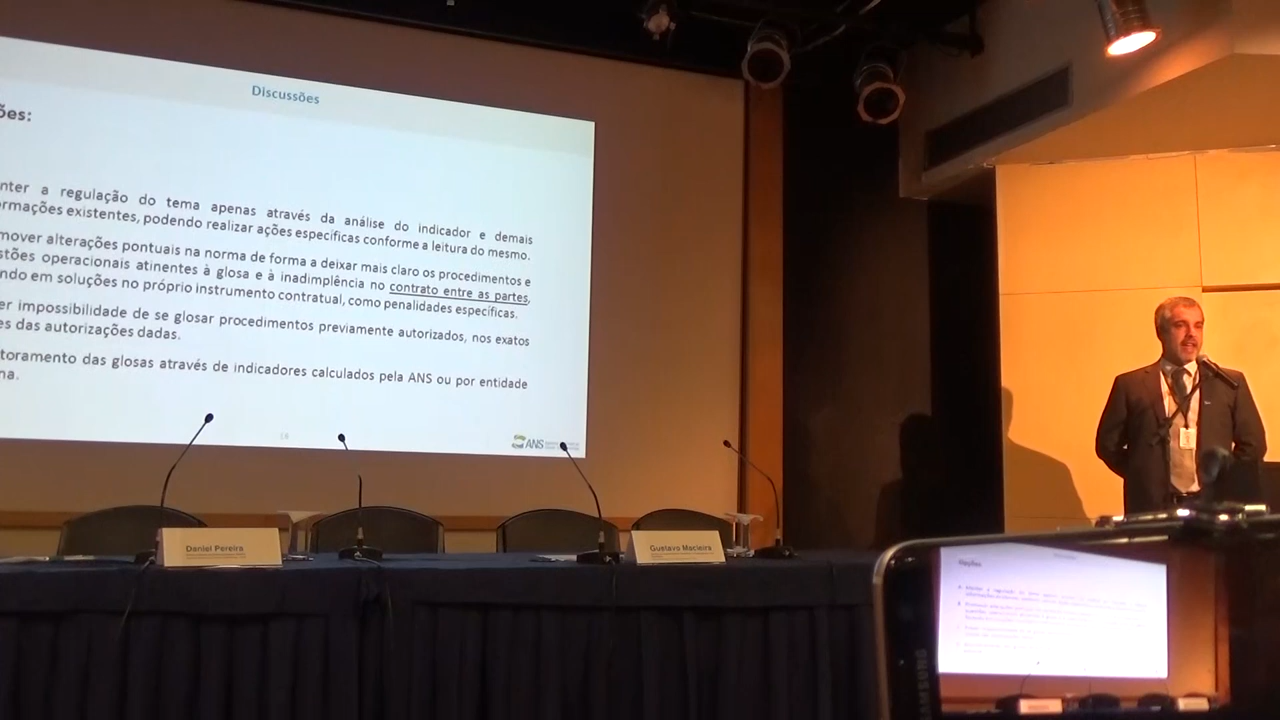 Discussões
ões:
nter a regulação do tema apenas através da análise do indicador e demais
ormações existentes, podendo realizar ações específicas conforme a leitura do mesmo.
mover alterações pontuais na norma de forma a deixar mais claro os procedimentos e
stões operacionais atinentes à glosa e à inadimplência no contrato entre as partes,
ndo em soluções no próprio instrumento contratual, como penalidades específicas.
er impossibilidade de se glosar procedimentos previamente autorizados, nos exatos
es das autorizações dadas.
toramento das glosas através de indicadores calculados pela ANS ou por entidade
na.
ANS
Daniel Pereira
Gustavo Macieira
SAMSUNG